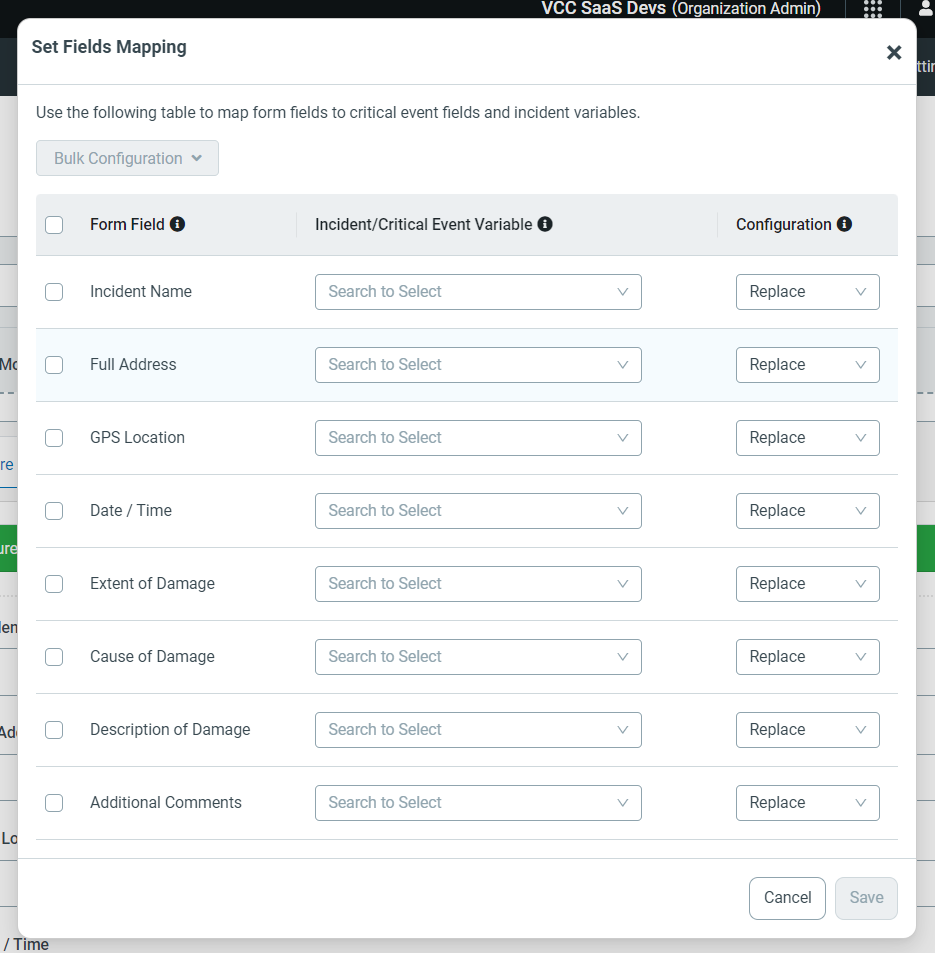 VCC SaaS Devs (Organization Admin)
Set Fields Mapping
Use the following table to map form fields to critical event fields and incident variables.
Bulk Configuration
Form Field Incident/Critical Event Variable Configuration
Incident Name Search to Select Replace
Full Address Search to Select Replace
GPS Location Search to Select Replace
Date / Time Search to Select Replace
Extent of Damage Search to Select Replace
Cause of Damage Search to Select Replace
Description of Damage Search to Select Replace
Additional Comments Search to Select Replace
Cancel Save
/ Time